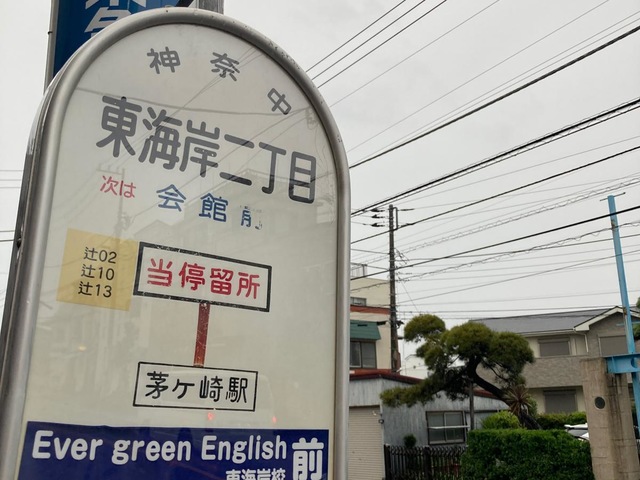 神奈中
東海岸二丁目
次は 会館前
辻02
辻10
辻13
当停留所
茅ケ崎駅
Ever green English 前
東海岸校